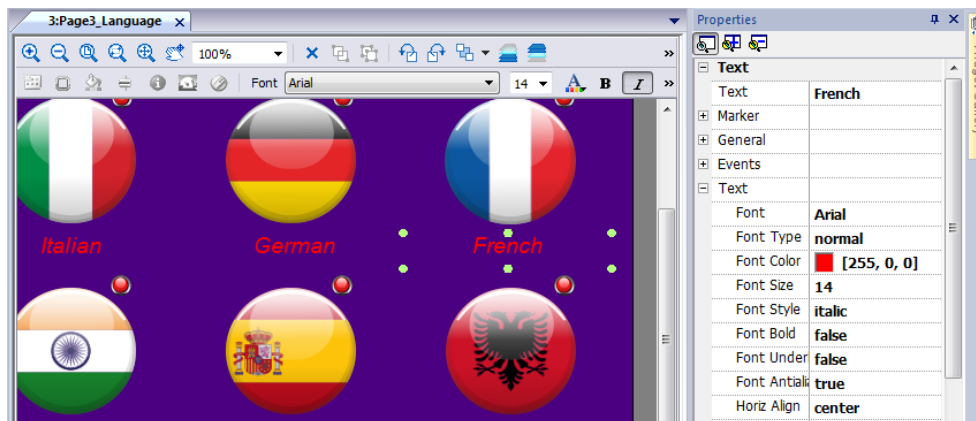 3:Page3_Language
100%
Font Arial 14 A B I
Italian German French
Properties
Text
Text French
Marker
General
Events
Text
Font Arial
Font Type normal
Font Color [255, 0, 0]
Font Size 14
Font Style italic
Font Bold false
Font Under false
Font Antiali true
Horiz Align center